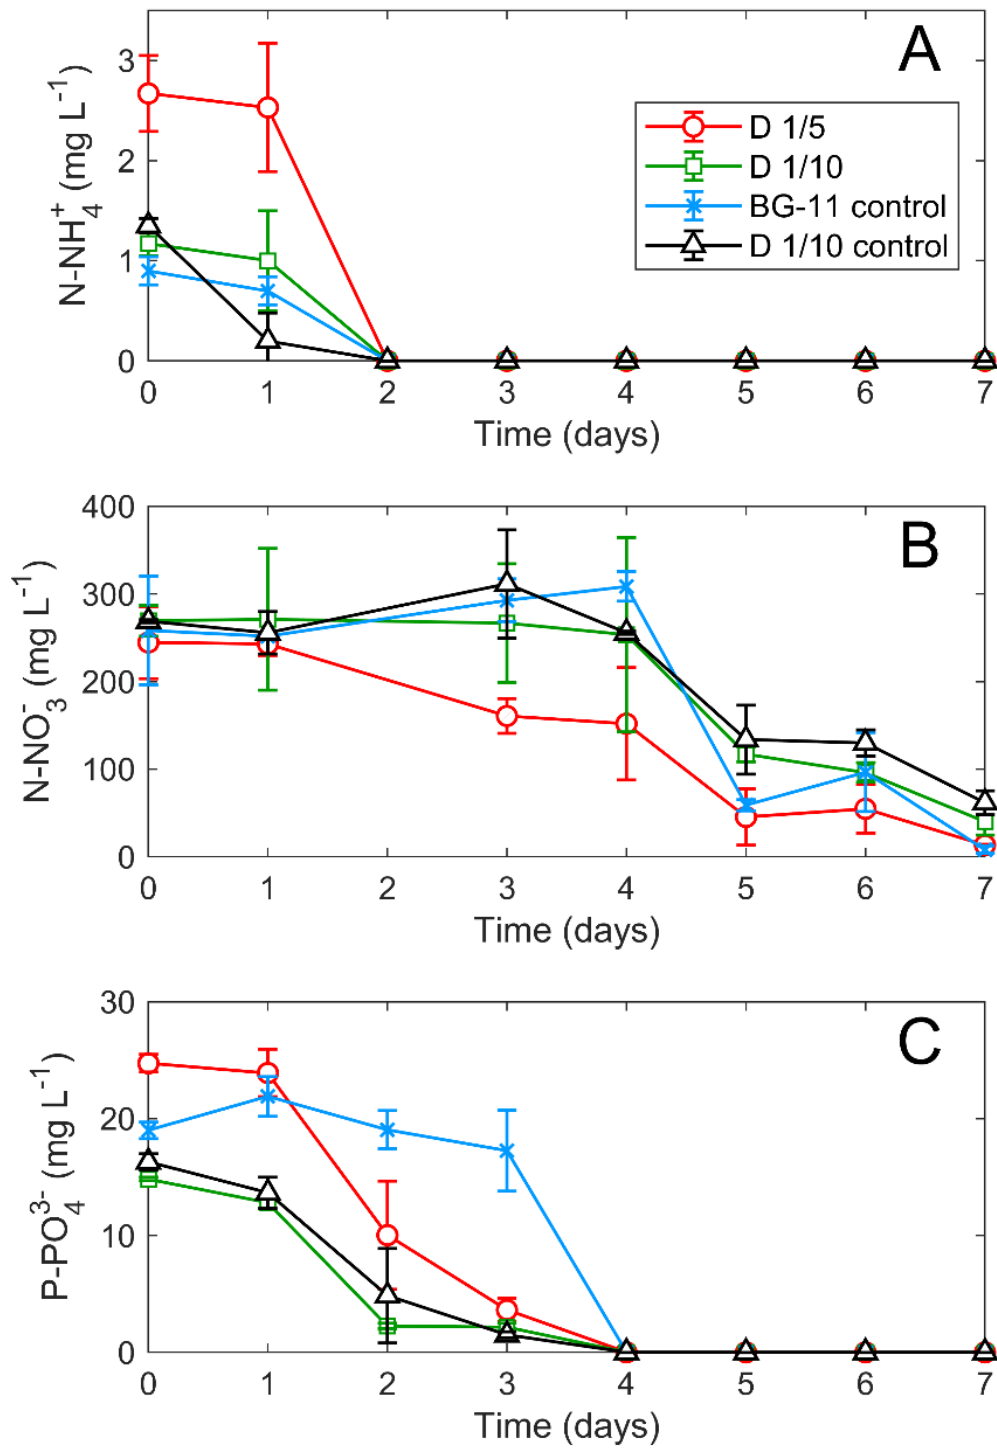 A
3
2
1
0
N-NH₄⁺ (mg L⁻¹)
D 1/5
D 1/10
BG-11 control
D 1/10 control
0 1 2 3 4 5 6 7
Time (days)
B
400
300
200
100
0
N-NO₃⁻ (mg L⁻¹)
0 1 2 3 4 5 6 7
Time (days)
C
30
20
10
0
P-PO₄³⁻ (mg L⁻¹)
0 1 2 3 4 5 6 7
Time (days)